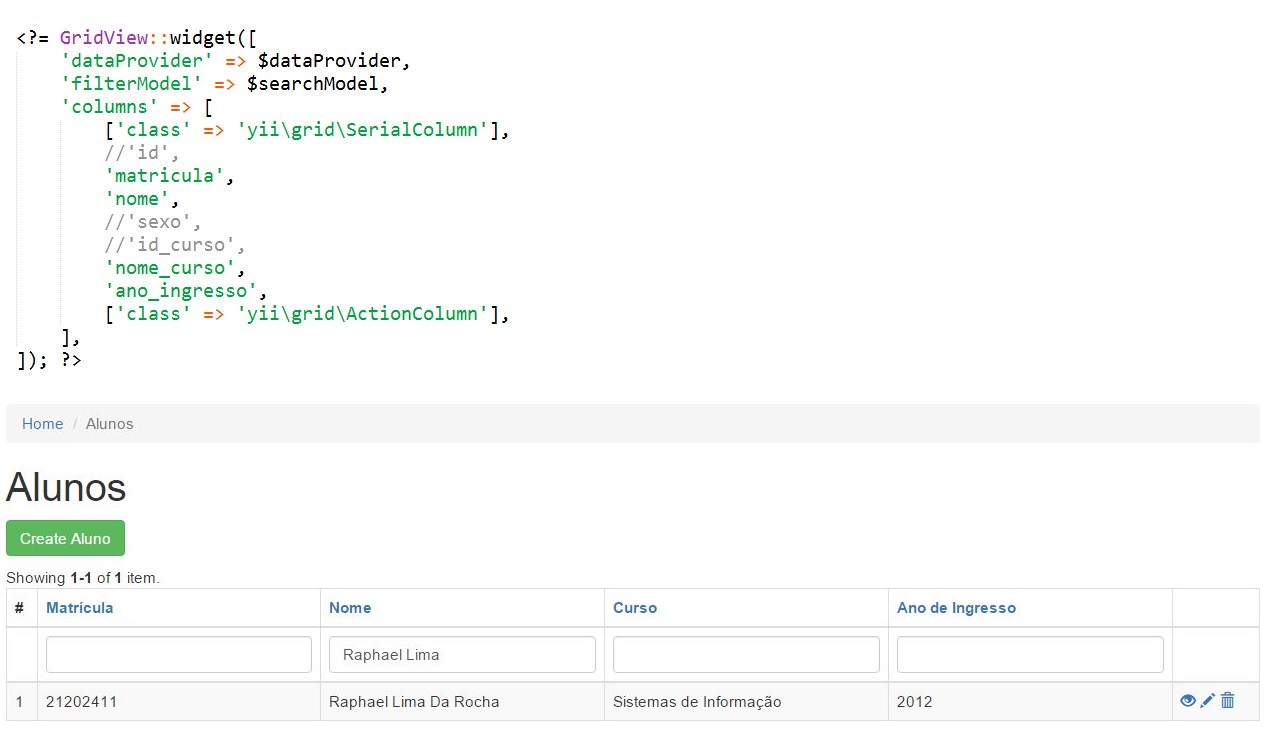 <?= GridView::widget([
    'dataProvider' => $dataProvider,
    'filterModel' => $searchModel,
    'columns' => [
        ['class' => 'yii\grid\SerialColumn'],
        //'id',
        'matricula',
        'nome',
        //'sexo',
        //'id_curso',
        'nome_curso',
        'ano_ingresso',
        ['class' => 'yii\grid\ActionColumn'],
    ],
]); ?>
Home / Alunos
Alunos
Create Aluno
Showing 1-1 of 1 item.
# Matrícula Nome Curso Ano de Ingresso
Raphael Lima
1 21202411 Raphael Lima Da Rocha Sistemas de Informação 2012